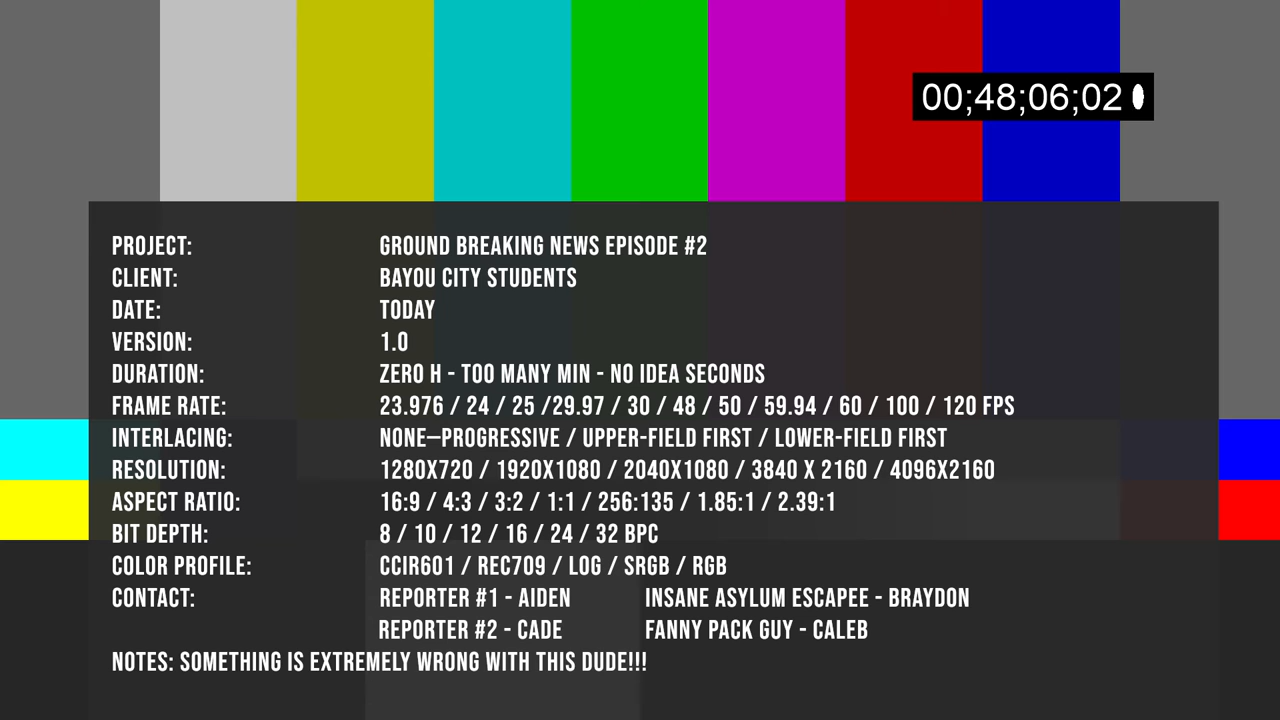 00;48;06;02
PROJECT: GROUND BREAKING NEWS EPISODE #2
CLIENT: BAYOU CITY STUDENTS
DATE: TODAY
VERSION: 1.0
DURATION: ZERO H - TOO MANY MIN - NO IDEA SECONDS
FRAME RATE: 23.976 / 24 / 25 /29.97 / 30 / 48 / 50 / 59.94 / 60 / 100 / 120 FPS
INTERLACING: NONE—PROGRESSIVE / UPPER-FIELD FIRST / LOWER-FIELD FIRST
RESOLUTION: 1280X720 / 1920X1080 / 2040X1080 / 3840 X 2160 / 4096X2160
ASPECT RATIO: 16:9 / 4:3 / 3:2 / 1:1 / 256:135 / 1.85:1 / 2.39:1
BIT DEPTH: 8 / 10 / 12 / 16 / 24 / 32 BPC
COLOR PROFILE: CCIR601 / REC709 / LOG / SRGB / RGB
CONTACT: REPORTER #1 - AIDEN INSANE ASYLUM ESCAPEE - BRAYDON
REPORTER #2 - CADE FANNY PACK GUY - CALEB
NOTES: SOMETHING IS EXTREMELY WRONG WITH THIS DUDE!!!